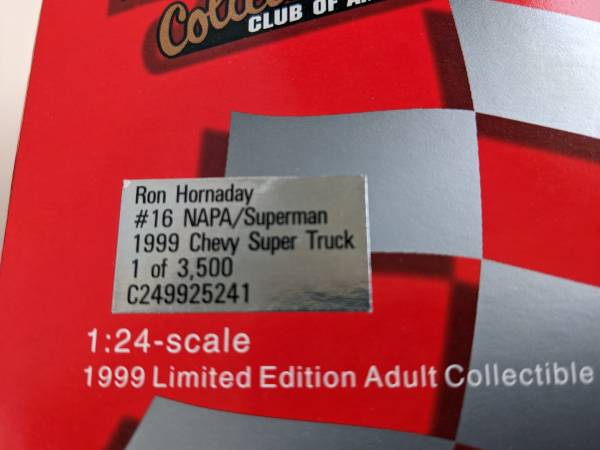 CLUB OF
Ron Hornaday
#16 NAPA/Superman
1999 Chevy Super Truck
1 of 3,500
C249925241
1:24-scale
1999 Limited Edition Adult Collectible